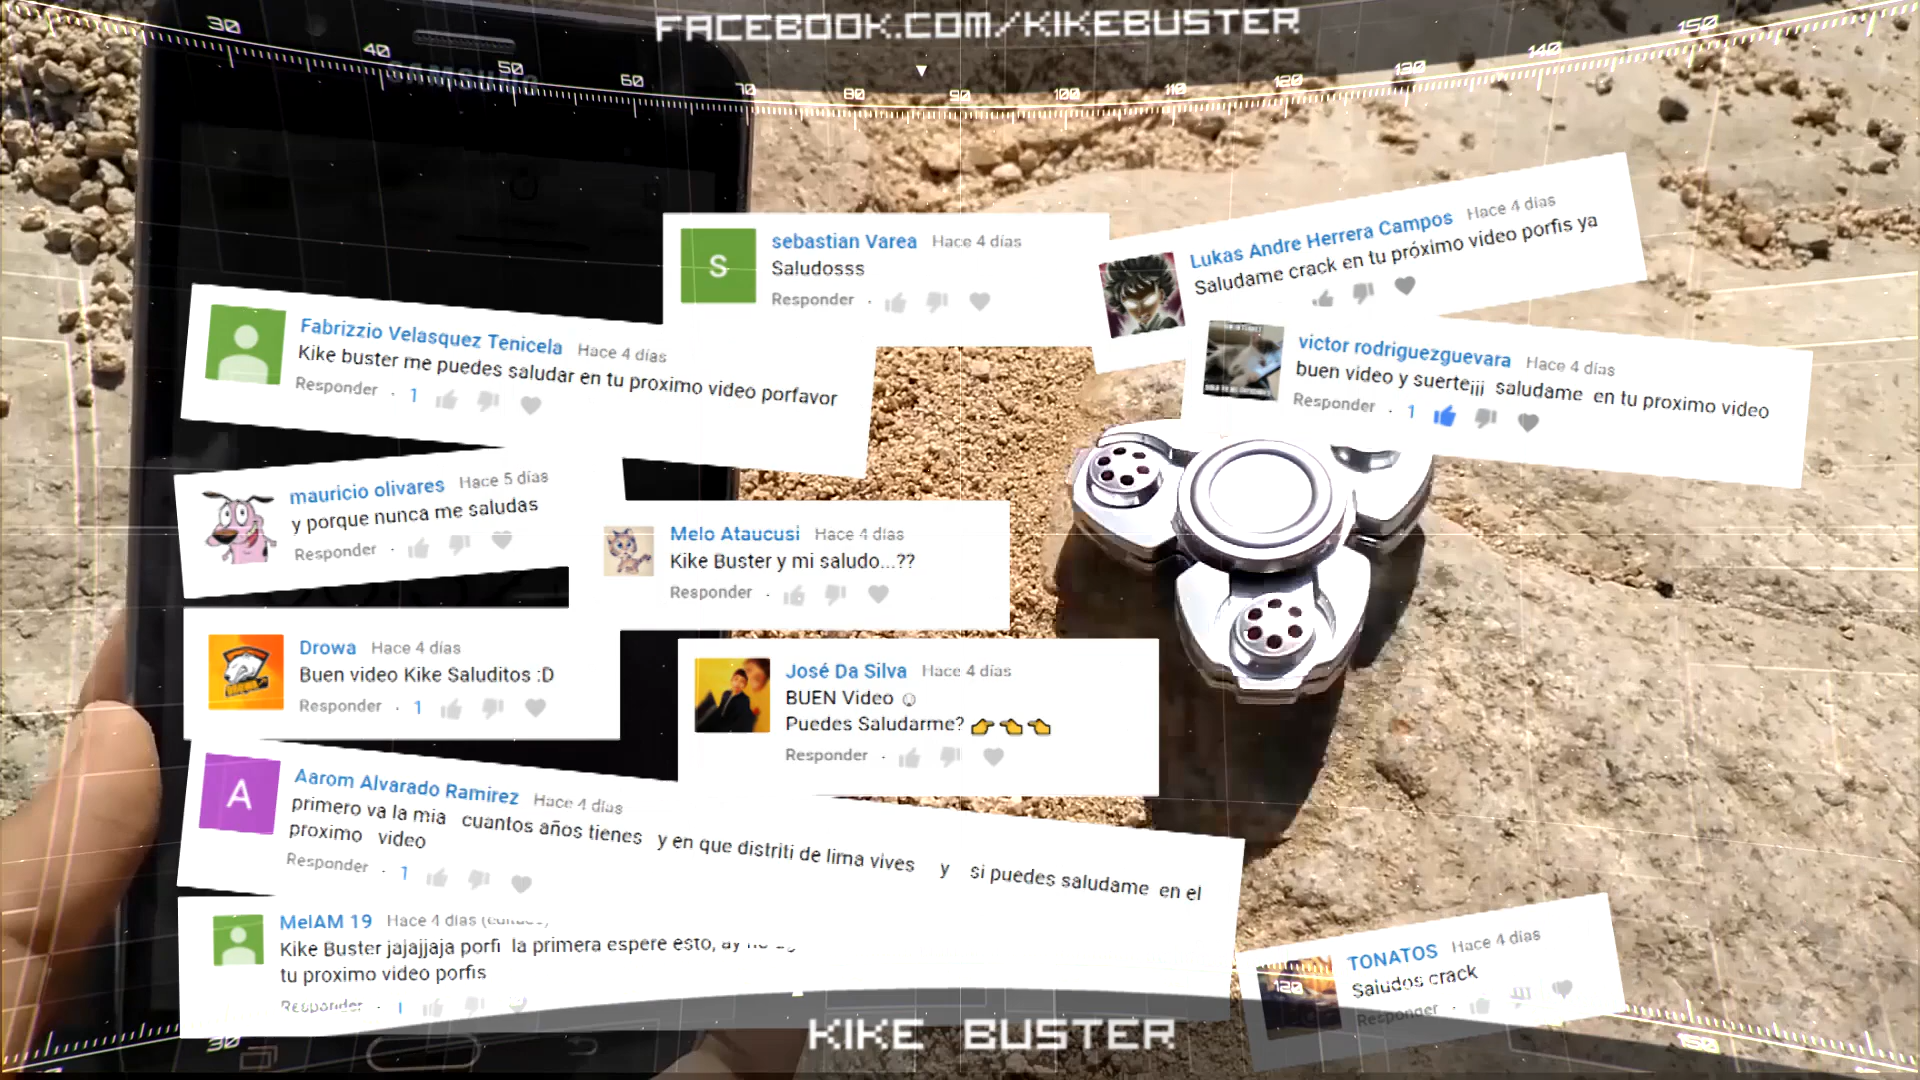 FACEBOOK.COM/KIKEBUSTER
30 40 50 60 70 80 90 100 110 120 130 140 150
SAMSUNG
sebastian Varea Hace 4 días
Saludosss
Responder
Lukas Andre Herrera Campos Hace 4 días
Saludame crack en tu próximo video porfis ya
Fabrizzio Velasquez Tenicela Hace 4 días
Kike buster me puedes saludar en tu proximo video porfavor
Responder · 1
victor rodriguezguevara Hace 4 días
buen video y suerte¡¡¡ saludame en tu proximo video
Responder · 1
mauricio olivares Hace 5 días
y porque nunca me saludas
Responder
Melo Ataucusi Hace 4 días
Kike Buster y mi saludo...??
Responder
Drowa Hace 4 días
Buen video Kike Saluditos :D
Responder · 1
José Da Silva Hace 4 días
BUEN Video ☺
Puedes Saludarme? 👉👈👈
Responder
A
Aarom Alvarado Ramirez Hace 4 días
primero va la mia cuantos años tienes y en que distriti de lima vives y si puedes saludame en el
proximo video
Responder · 1
MelAM 19 Hace 4 días
Kike Buster jajajjaja porfi la primera espere esto, ay
tu proximo video porfis
Responder 1
TONATOS Hace 4 días
Saludos crack
Responder
120
KIKE BUSTER
30 150